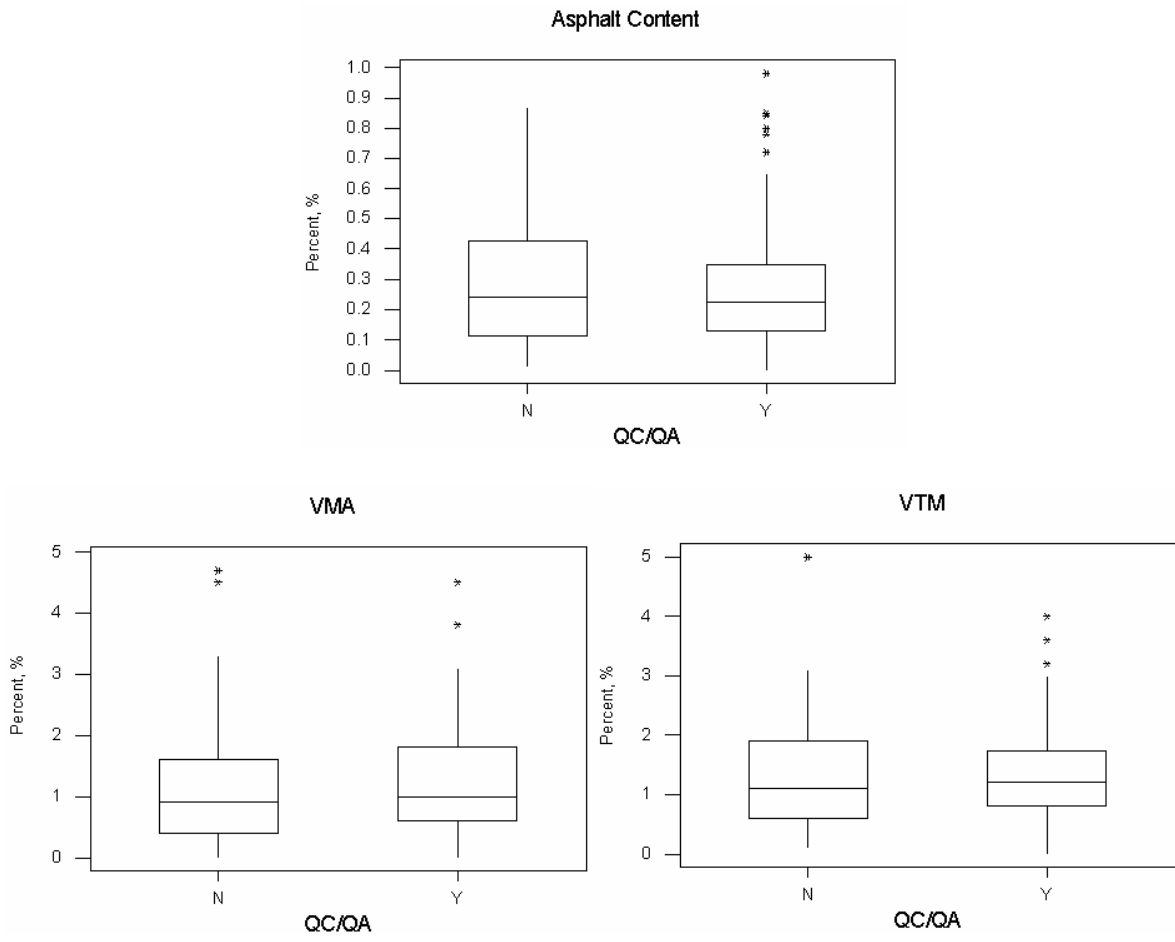 Asphalt Content
Percent, %
1.0
0.9
0.8
0.7
0.6
0.5
0.4
0.3
0.2
0.1
0.0
N Y
QC/QA
VMA
Percent, %
5
4
3
2
1
0
N Y
QC/QA
VTM
Percent, %
5
4
3
2
1
0
N Y
QC/QA